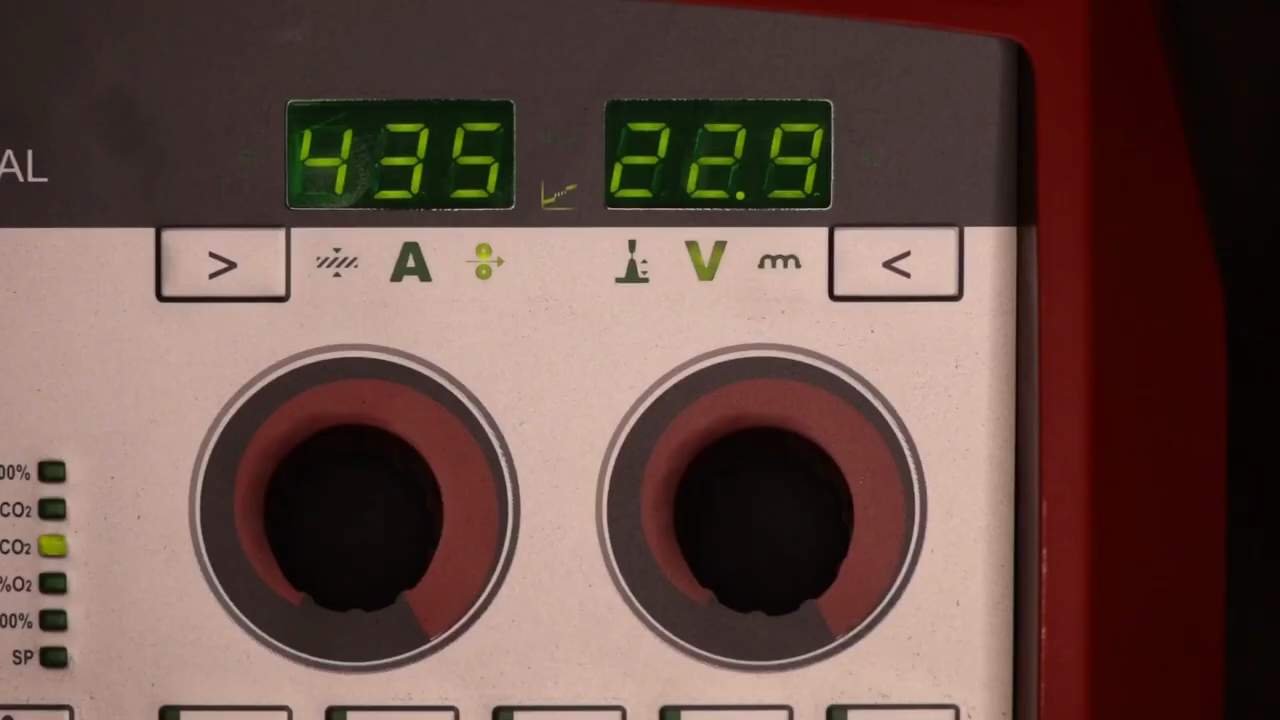 435 22.9
AL
> A V <
00%
CO₂
CO₂
%O₂
00%
SP